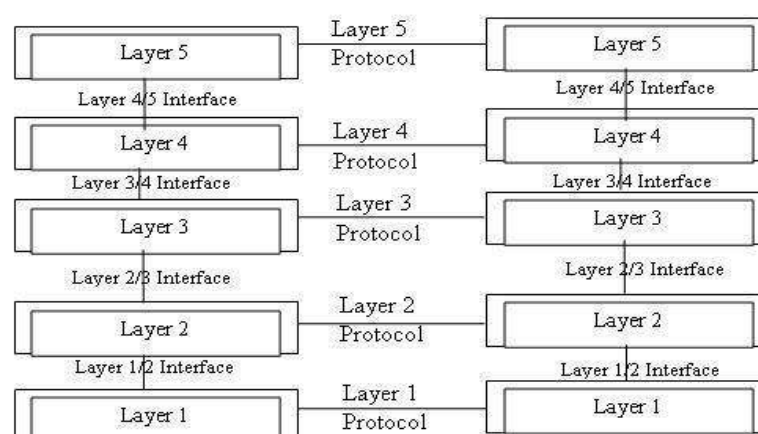 Layer 5
Layer 5
Protocol
Layer 5
Layer 4/5 Interface
Layer 4/5 Interface
Layer 4
Layer 4
Protocol
Layer 4
Layer 3/4 Interface
Layer 3/4 Interface
Layer 3
Layer 3
Protocol
Layer 3
Layer 2/3 Interface
Layer 2/3 Interface
Layer 2
Layer 2
Protocol
Layer 2
Layer 1/2 Interface
Layer 1/2 Interface
Layer 1
Layer 1
Protocol
Layer 1